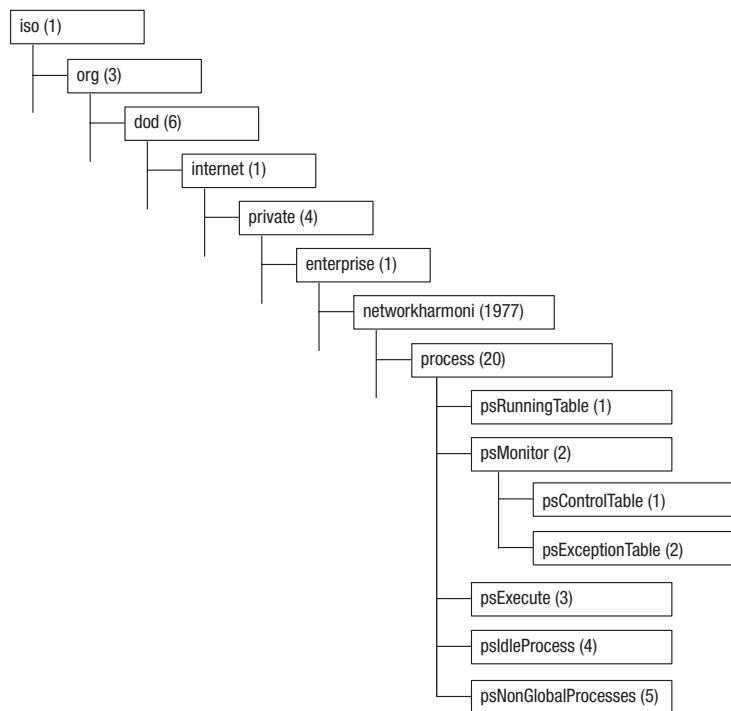 iso (1)
org (3)
dod (6)
internet (1)
private (4)
enterprise (1)
networkharmoni (1977)
process (20)
psRunningTable (1)
psMonitor (2)
psControlTable (1)
psExceptionTable (2)
psExecute (3)
psIdleProcess (4)
psNonGlobalProcesses (5)